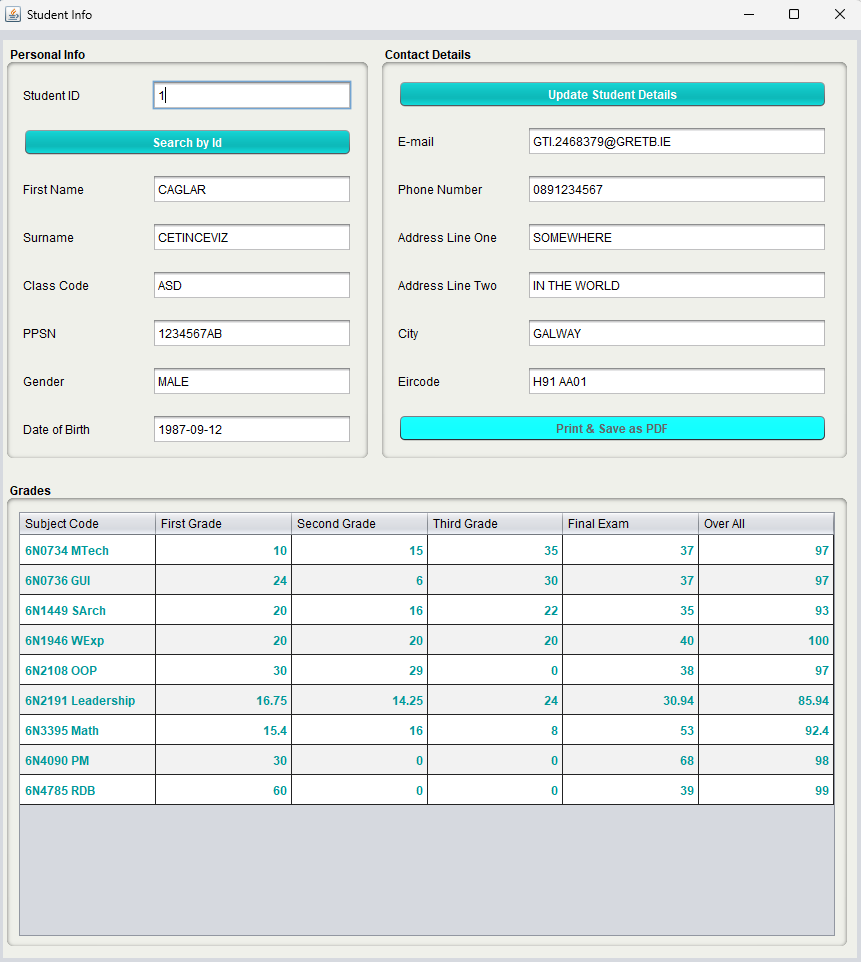 Student Info
Personal Info
Student ID 1
Search by Id
First Name CAGLAR
Surname CETINCEVIZ
Class Code ASD
PPSN 1234567AB
Gender MALE
Date of Birth 1987-09-12
Contact Details
Update Student Details
E-mail GTI.2468379@GRETB.IE
Phone Number 0891234567
Address Line One SOMEWHERE
Address Line Two IN THE WORLD
City GALWAY
Eircode H91 AA01
Print & Save as PDF
Grades
Subject Code First Grade Second Grade Third Grade Final Exam Over All
6N0734 MTech 10 15 35 37 97
6N0736 GUI 24 6 30 37 97
6N1449 SArch 20 16 22 35 93
6N1946 WExp 20 20 20 40 100
6N2108 OOP 30 29 0 38 97
6N2191 Leadership 16.75 14.25 24 30.94 85.94
6N3395 Math 15.4 16 8 53 92.4
6N4090 PM 30 0 0 68 98
6N4785 RDB 60 0 0 39 99